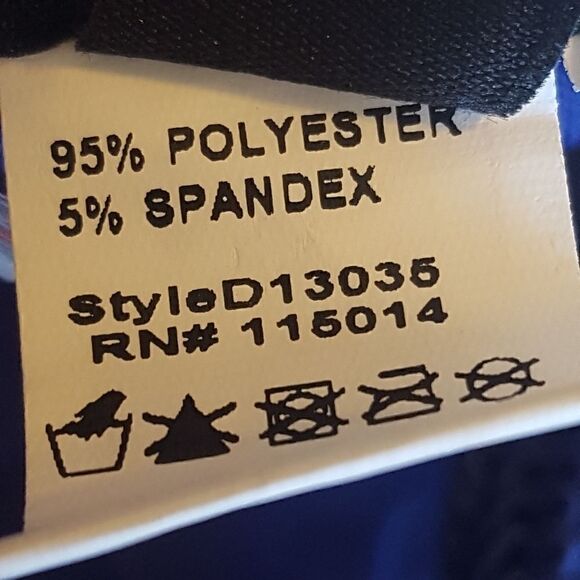 95% POLYESTER
5% SPANDEX
StyleD13035
RN# 115014